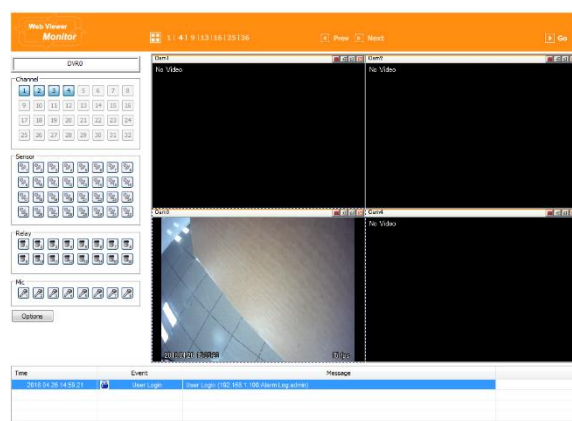 Web Viewer
Monitor
1 | 4 | 9 | 13 | 16 | 25 | 36
Prev
Next
Go
DVR0
Channel
1 2 3 4 5 6 7 8
9 10 11 12 13 14 15 16
17 18 19 20 21 22 23 24
25 26 27 28 29 30 31 32
Sensor
Relay
Mic
Options
Cam1
No Video
Cam2
No Video
Cam3
Cam4
No Video
Time Event Message
2018.04.26 14:59:21 User Login User Login (192.168.1.100:Alarm Log:admin)